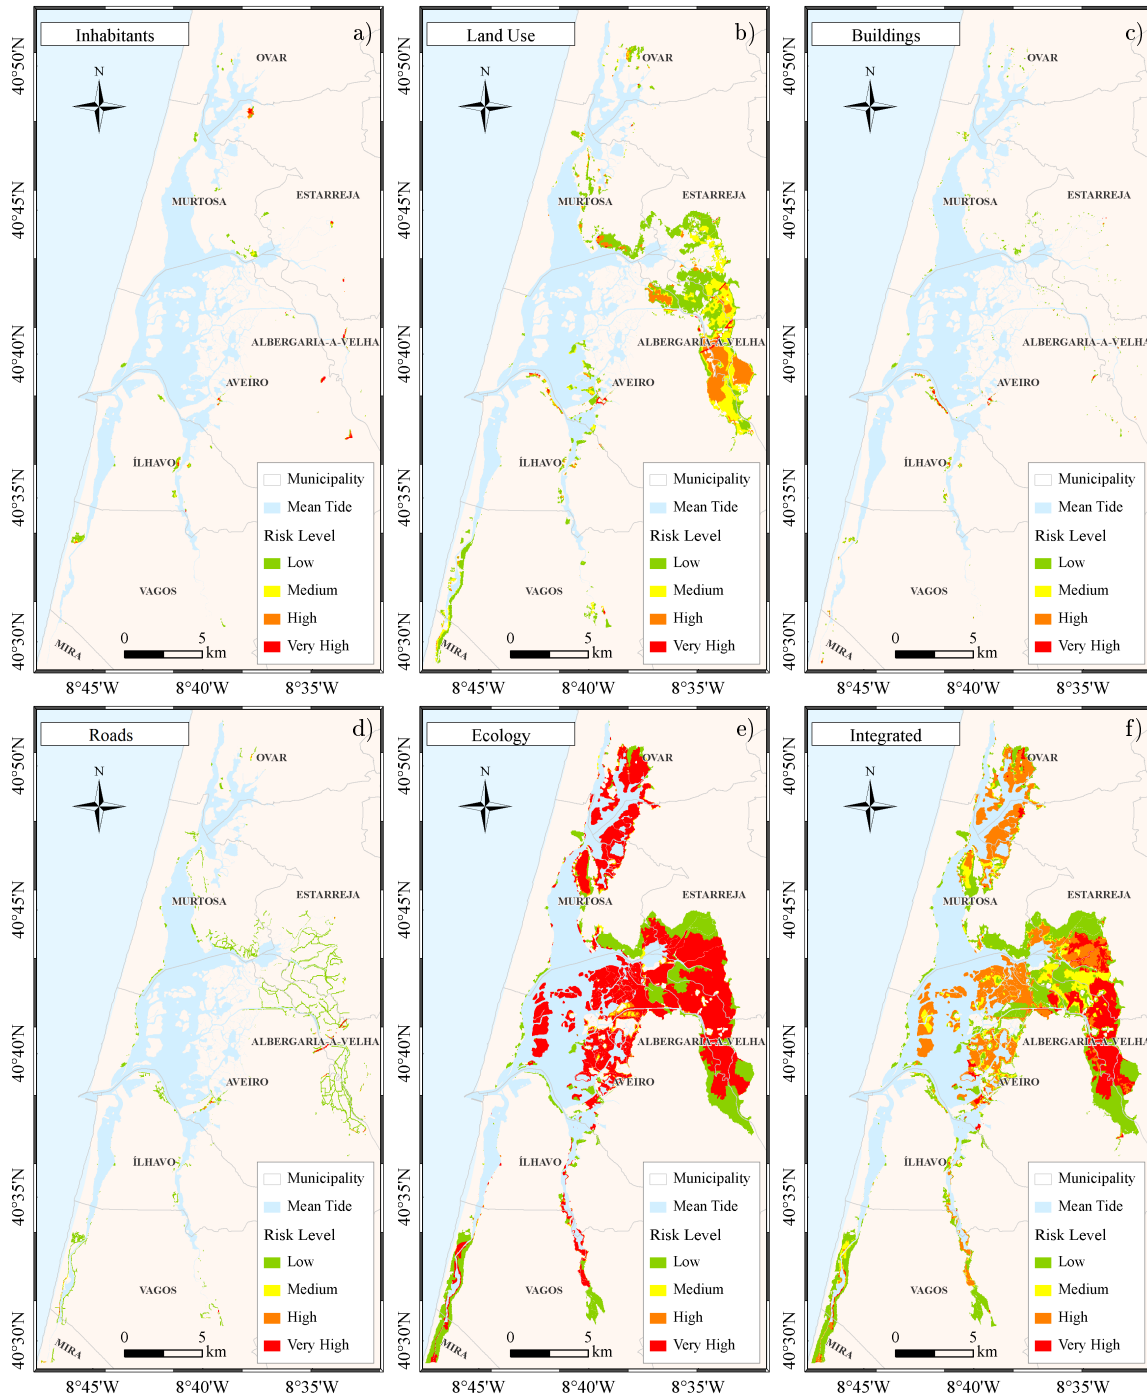 Inhabitants
a)
N
OVAR
MURTOSA
ESTARREJA
ALBERGARIA-A-VELHA
AVEIRO
ÍLHAVO
VAGOS
MIRA
Municipality
Mean Tide
Risk Level
Low
Medium
High
Very High
0 5
km
40°50'N
40°45'N
40°40'N
40°35'N
40°30'N
8°45'W 8°40'W 8°35'W
Land Use
b)
N
OVAR
MURTOSA
ESTARREJA
ALBERGARIA-A-VELHA
AVEIRO
ÍLHAVO
VAGOS
MIRA
Municipality
Mean Tide
Risk Level
Low
Medium
High
Very High
0 5
km
40°50'N
40°45'N
40°40'N
40°35'N
40°30'N
8°45'W 8°40'W 8°35'W
Buildings
c)
N
OVAR
MURTOSA
ESTARREJA
ALBERGARIA-A-VELHA
AVEIRO
ÍLHAVO
VAGOS
MIRA
Municipality
Mean Tide
Risk Level
Low
Medium
High
Very High
0 5
km
40°50'N
40°45'N
40°40'N
40°35'N
40°30'N
8°45'W 8°40'W 8°35'W
Roads
d)
N
OVAR
MURTOSA
ESTARREJA
ALBERGARIA-A-VELHA
AVEIRO
ÍLHAVO
VAGOS
MIRA
Municipality
Mean Tide
Risk Level
Low
Medium
High
Very High
0 5
km
40°50'N
40°45'N
40°40'N
40°35'N
40°30'N
8°45'W 8°40'W 8°35'W
Ecology
e)
N
OVAR
MURTOSA
ESTARREJA
ALBERGARIA-A-VELHA
AVEIRO
ÍLHAVO
VAGOS
MIRA
Municipality
Mean Tide
Risk Level
Low
Medium
High
Very High
0 5
km
40°50'N
40°45'N
40°40'N
40°35'N
40°30'N
8°45'W 8°40'W 8°35'W
Integrated
f)
N
OVAR
MURTOSA
ESTARREJA
ALBERGARIA-A-VELHA
AVEIRO
ÍLHAVO
VAGOS
MIRA
Municipality
Mean Tide
Risk Level
Low
Medium
High
Very High
0 5
km
40°50'N
40°45'N
40°40'N
40°35'N
40°30'N
8°45'W 8°40'W 8°35'W